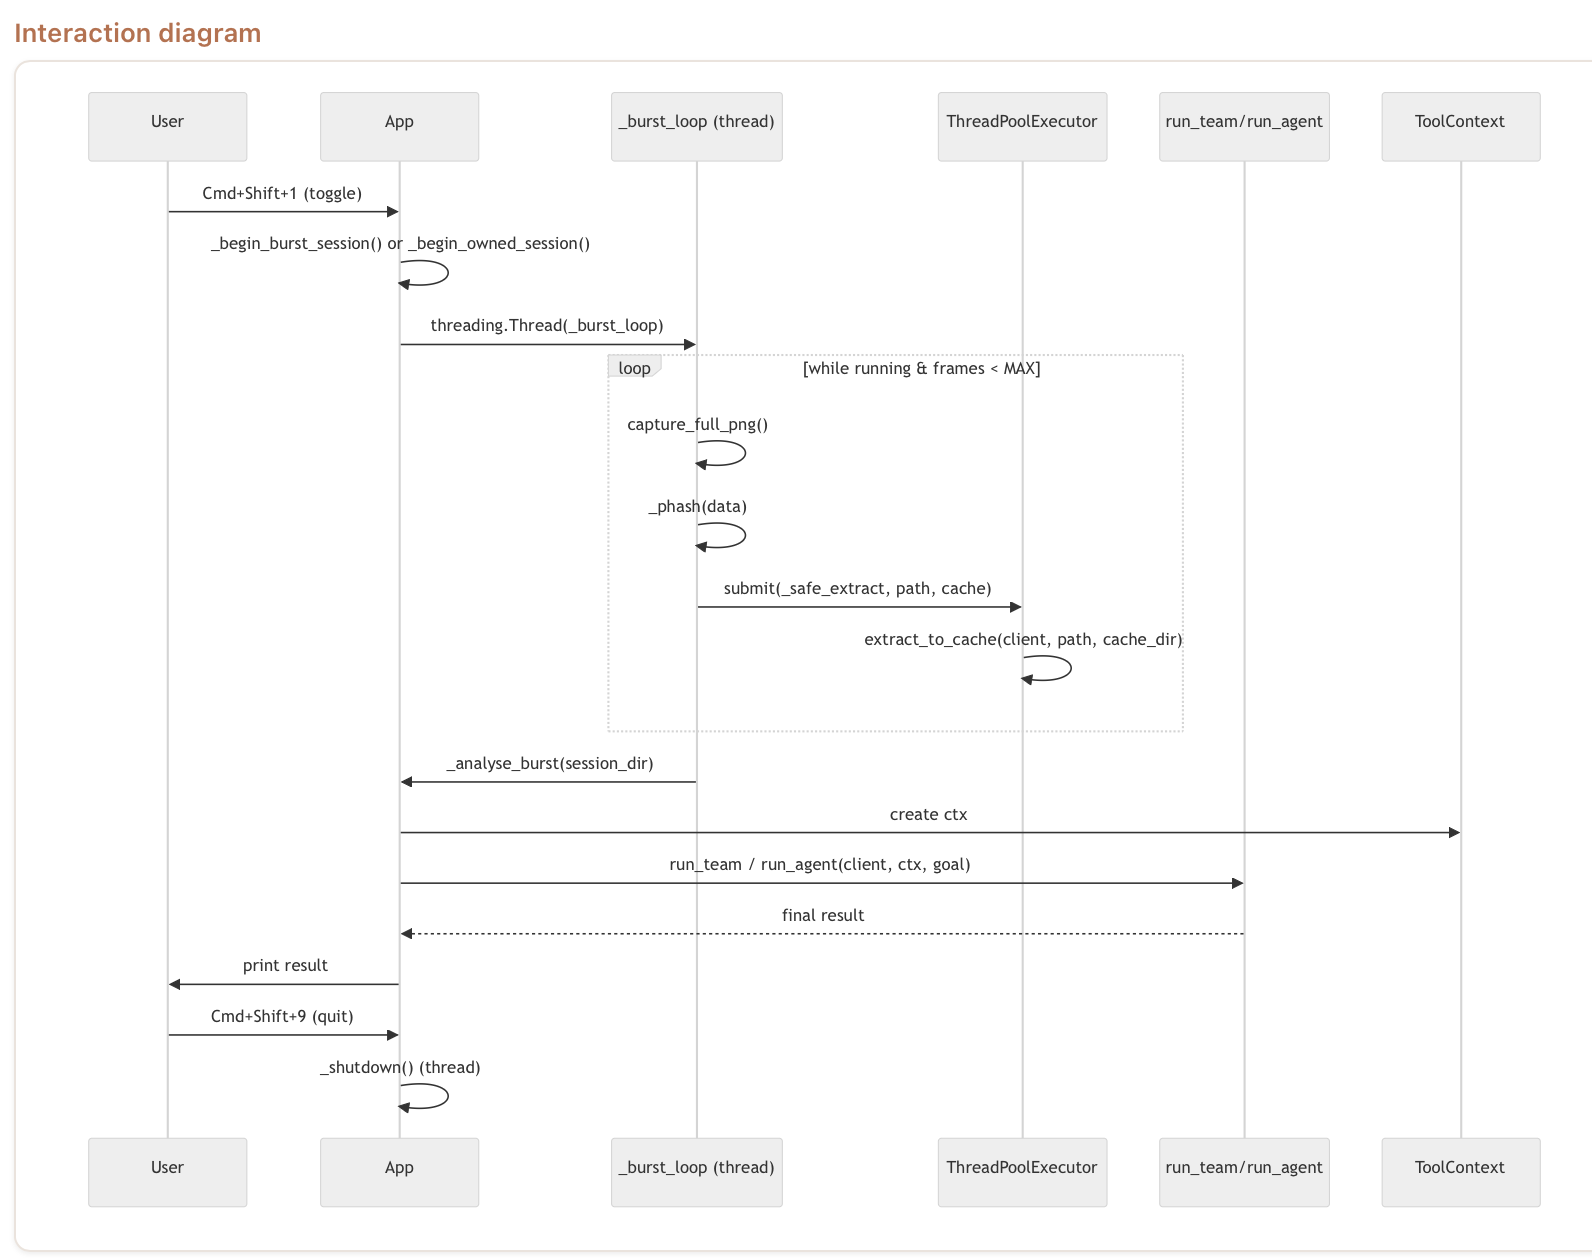 Interaction diagram
User
App
_burst_loop (thread)
ThreadPoolExecutor
run_team/run_agent
ToolContext
Cmd+Shift+1 (toggle)
_begin_burst_session() or _begin_owned_session()
threading.Thread(_burst_loop)
loop
[while running & frames < MAX]
capture_full_png()
_phash(data)
submit(_safe_extract, path, cache)
extract_to_cache(client, path, cache_dir)
_analyse_burst(session_dir)
create ctx
run_team / run_agent(client, ctx, goal)
final result
print result
Cmd+Shift+9 (quit)
_shutdown() (thread)
User
App
_burst_loop (thread)
ThreadPoolExecutor
run_team/run_agent
ToolContext